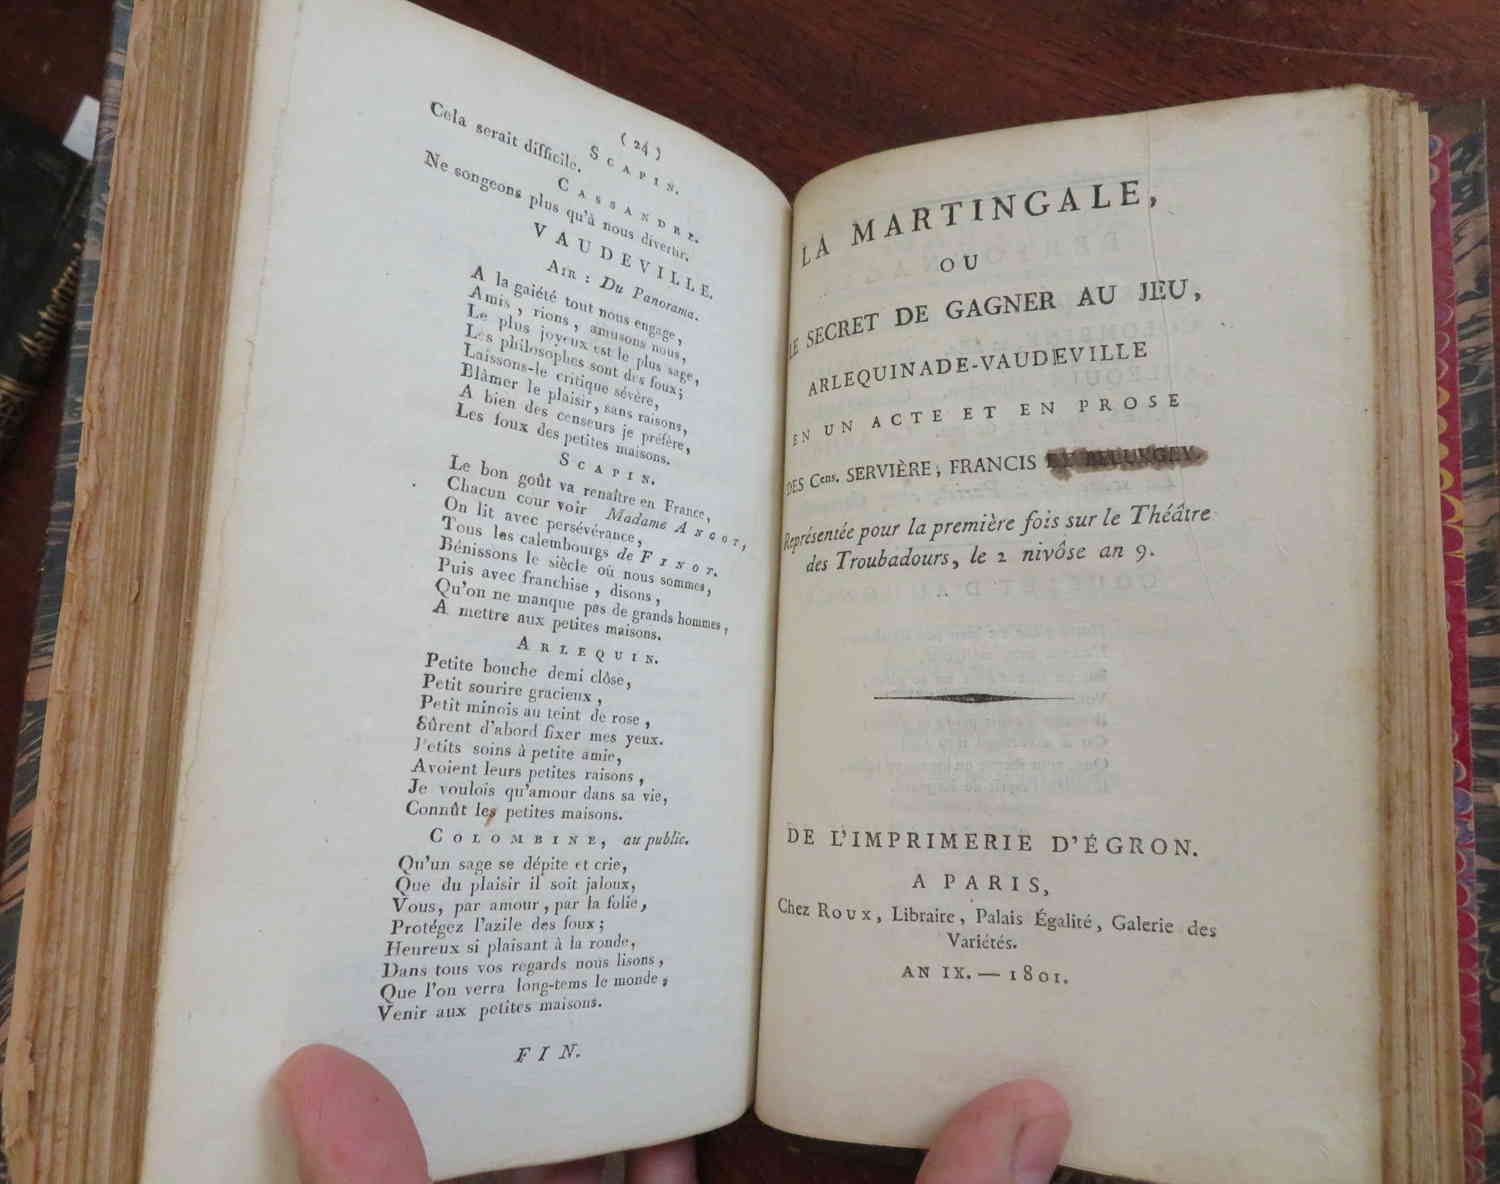 ( 24 )
SCAPIN.
Cela serait difficile.
CASSANDRE.
Ne songeons plus qu'à nous divertir.
VAUDEVILLE.
AIR : Du Panorama.
A la gaiété tout nous engage,
Amis, rions, amusons nous,
Le plus joyeux est le plus sage,
Les philosophes sont des foux;
Laissons-le critique sévère,
Blâmer le plaisir, sans raisons,
A bien des censeurs je préfère,
Les foux des petites maisons.
SCAPIN.
Le bon goût va renaître en France,
Chacun cour voir Madame ANGOT,
On lit avec persévérance,
Tous les calembourgs de FINOT.
Bénissons le siècle où nous sommes,
Puis avec franchise, disons,
Qu'on ne manque pas de grands hommes,
A mettre aux petites maisons.
ARLEQUIN.
Petite bouche demi clôse,
Petit sourire gracieux,
Petit minois au teint de rose,
Sûrent d'abord fixer mes yeux.
Petits soins à petite amie,
Avoient leurs petites raisons,
Je voulois qu'amour dans sa vie,
Connût les petites maisons.
COLOMBINE, au public.
Qu'un sage se dépite et crie,
Que du plaisir il soit jaloux,
Vous, par amour, par la folie,
Protégez l'azile des foux;
Heureux si plaisant à la ronde,
Dans tous vos regards nous lisons,
Que l'on verra long-tems le monde,
Venir aux petites maisons.
FIN.
LA MARTINGALE,
OU
LE SECRET DE GAGNER AU JEU,
ARLEQUINADE-VAUDEVILLE
EN UN ACTE ET EN PROSE
DES Cens. SERVIÈRE, FRANCIS
Représentée pour la première fois sur le Théâtre
des Troubadours, le 2 nivôse an 9.
DE L'IMPRIMERIE D'ÉGRON.
A PARIS,
Chez ROUX, Libraire, Palais Égalité, Galerie des
Variétés.
AN IX. — 1801.